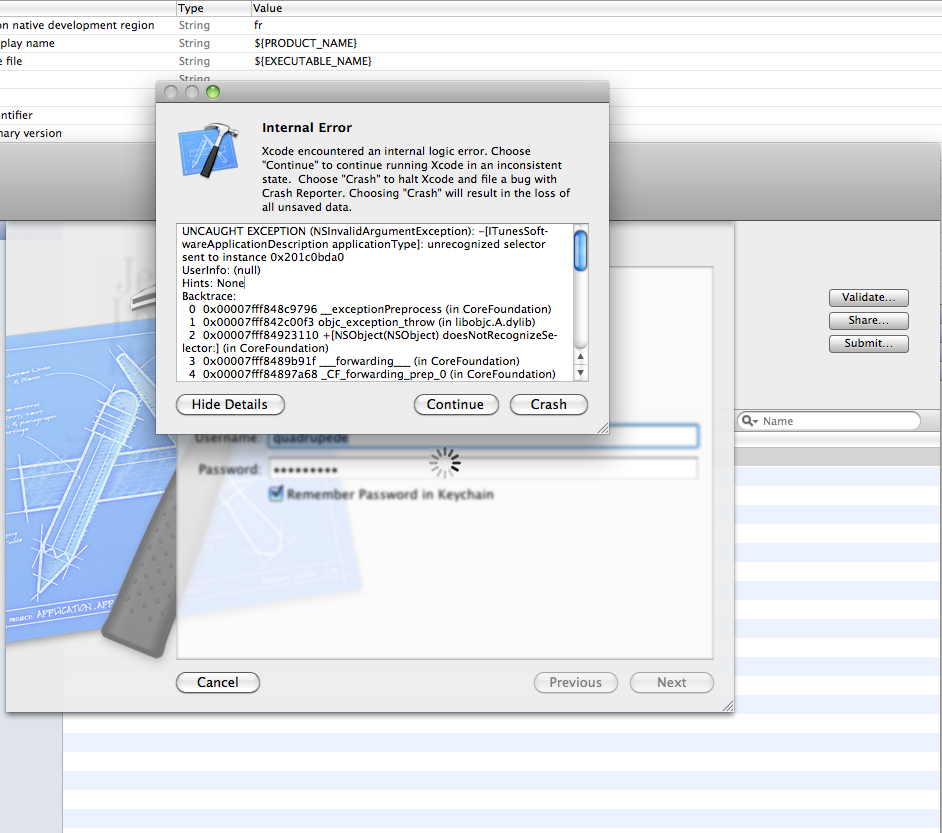 Type Value
on native development region String fr
play name String ${PRODUCT_NAME}
e file String ${EXECUTABLE_NAME}
String
ntifier
nary version
Internal Error
Xcode encountered an internal logic error. Choose
"Continue" to continue running Xcode in an inconsistent
state.  Choose "Crash" to halt Xcode and file a bug with
Crash Reporter. Choosing "Crash" will result in the loss of
all unsaved data.
UNCAUGHT EXCEPTION (NSInvalidArgumentException): -[ITunesSoft-
wareApplicationDescription applicationType]: unrecognized selector
sent to instance 0x201c0bda0
UserInfo: (null)
Hints: None
Backtrace:
0 0x00007fff848c9796 __exceptionPreprocess (in CoreFoundation)
1 0x00007fff842c00f3 objc_exception_throw (in libobjc.A.dylib)
2 0x00007fff84923110 +[NSObject(NSObject) doesNotRecognizeSe-
lector:] (in CoreFoundation)
3 0x00007fff8489b91f ___forwarding___ (in CoreFoundation)
4 0x00007fff84897a68 _CF_forwarding_prep_0 (in CoreFoundation)
Hide Details Continue Crash
Validate...
Share...
Submit...
Name
Username: quadrupede
Password: •••••••••
Remember Password in Keychain
PROJECT: APPLICATION.APP
Cancel Previous Next